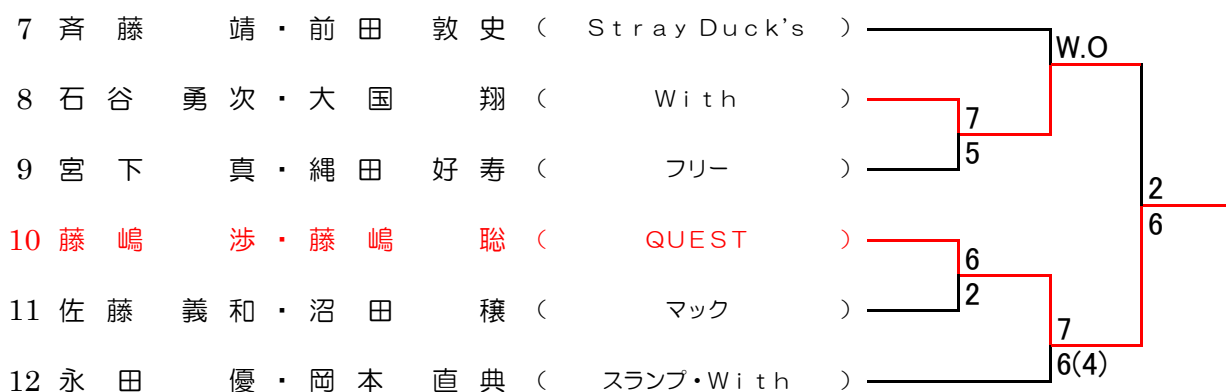 7 斉藤 靖・前田 敦史 ( Stray Duck's ) W.O
8 石谷 勇次・大国 翔 ( With ) 7
9 宮下 真・縄田 好寿 ( フリー ) 5
2
10 藤嶋 渉・藤嶋 聡 ( QUEST ) 6
6
11 佐藤 義和・沼田 穣 ( マック ) 2
7
12 永田 優・岡本 直典 ( スランプ・With ) 6(4)